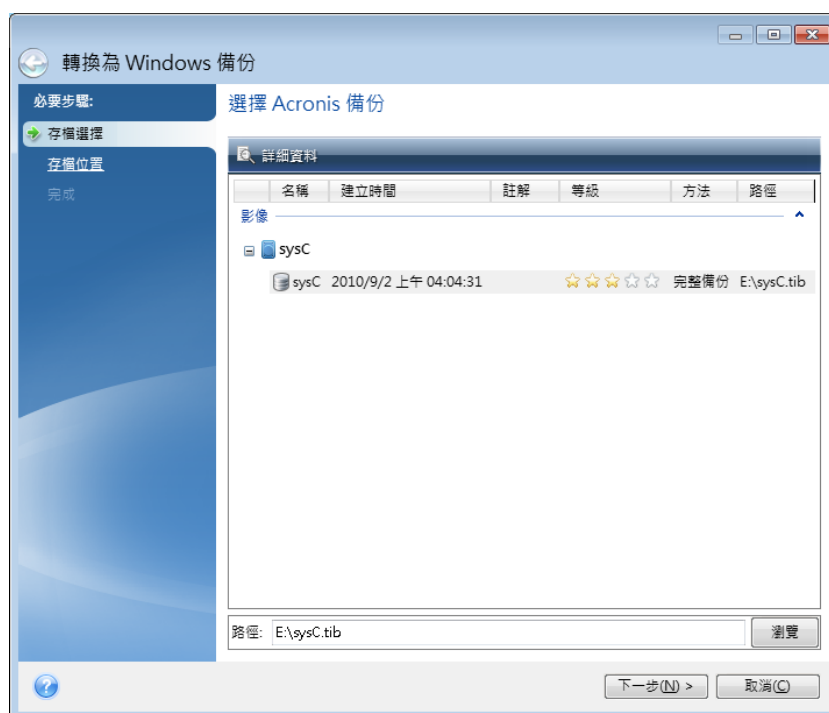 轉換為 Windows 備份
必要步驟:
存檔選擇
存檔位置
完成
選擇 Acronis 備份
詳細資料
名稱 建立時間 註解 等級 方法 路徑
影像
sysC
sysC 2010/9/2 上午 04:04:31 完整備份 E:\sysC.tib
路徑: E:\sysC.tib 瀏覽
下一步(N) > 取消(C)